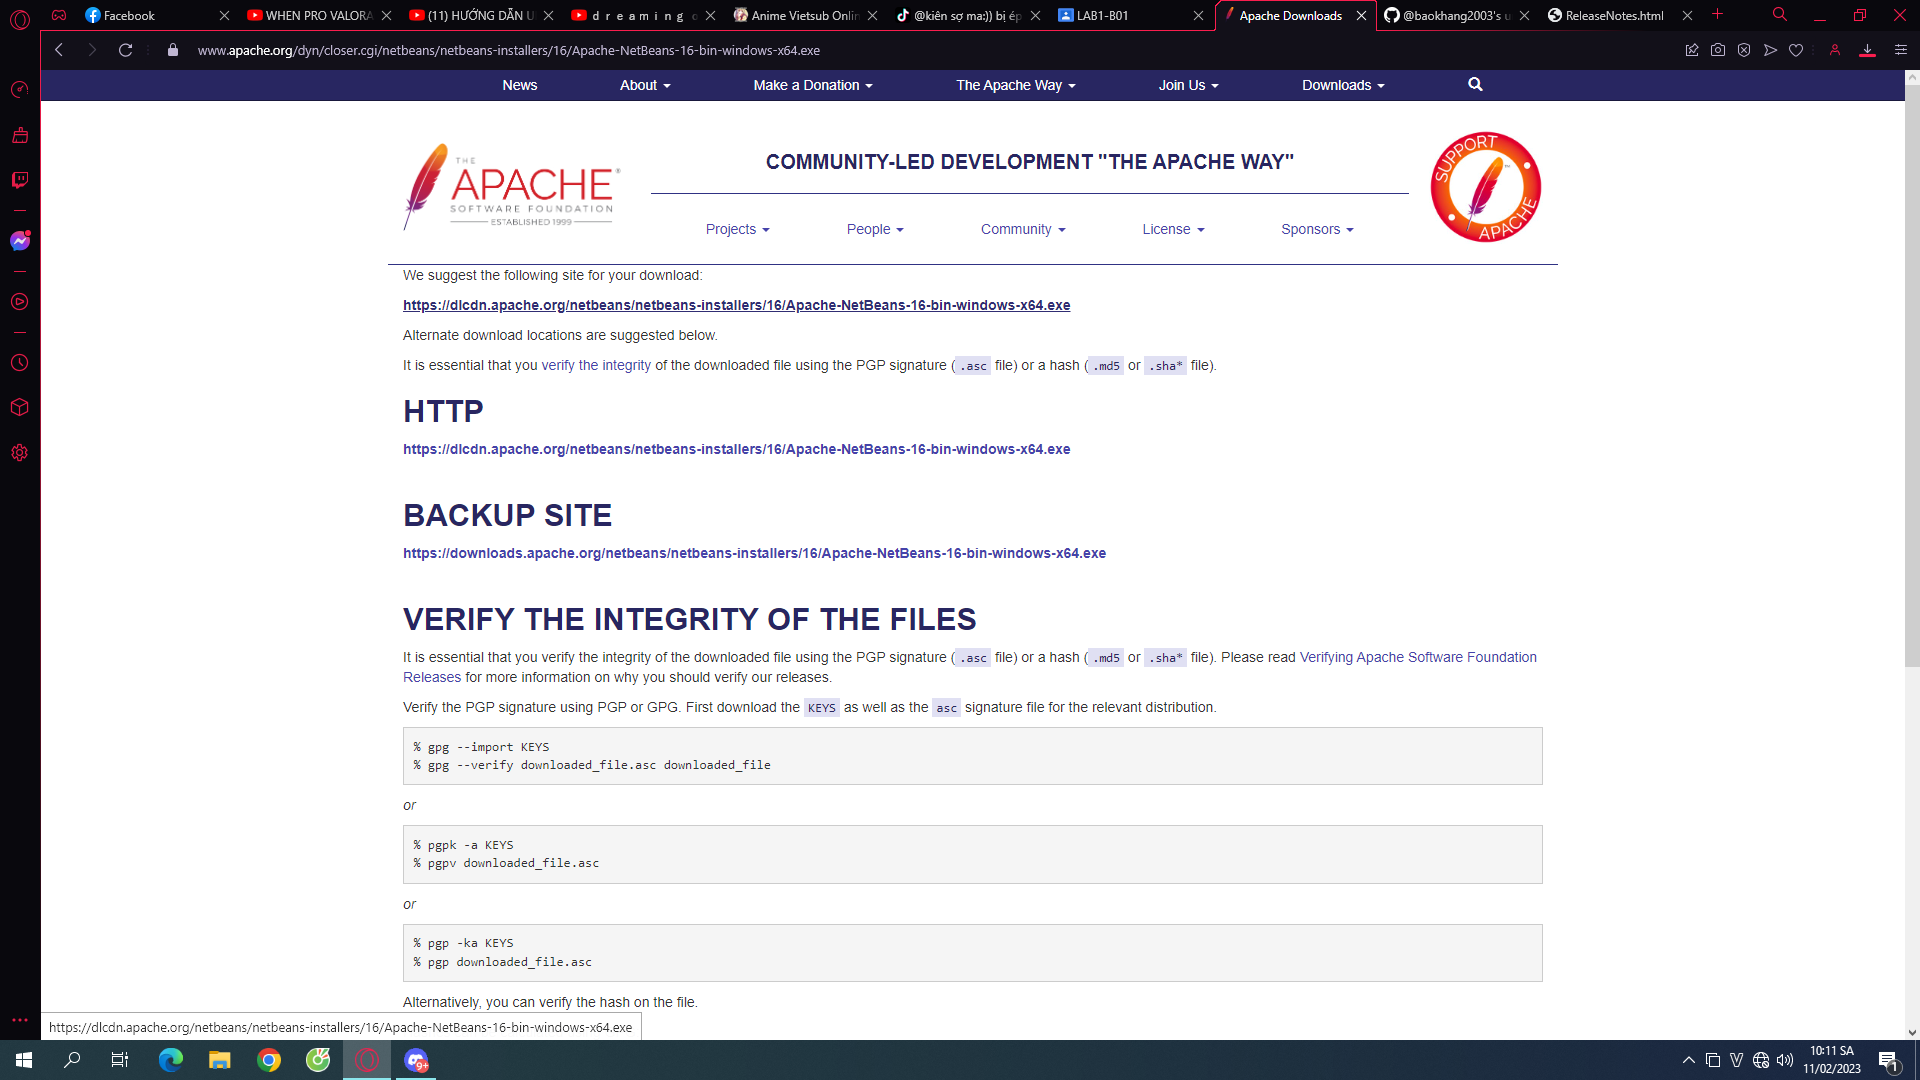 Facebook
WHEN PRO VALORA
(11) HƯỚNG DẪN U
d r e a m i n g
Anime Vietsub Onlin
@kiên sợ ma:)) bị ép
LAB1-B01
Apache Downloads
@baokhang2003's u
ReleaseNotes.html
www.apache.org/dyn/closer.cgi/netbeans/netbeans-installers/16/Apache-NetBeans-16-bin-windows-x64.exe
News
About
Make a Donation
The Apache Way
Join Us
Downloads
THE
APACHE®
SOFTWARE FOUNDATION
ESTABLISHED 1999
COMMUNITY-LED DEVELOPMENT "THE APACHE WAY"
SUPPORT
APACHE
Projects
People
Community
License
Sponsors
We suggest the following site for your download:
https://dlcdn.apache.org/netbeans/netbeans-installers/16/Apache-NetBeans-16-bin-windows-x64.exe
Alternate download locations are suggested below.
It is essential that you verify the integrity of the downloaded file using the PGP signature ( .asc file) or a hash ( .md5 or .sha* file).
HTTP
https://dlcdn.apache.org/netbeans/netbeans-installers/16/Apache-NetBeans-16-bin-windows-x64.exe
BACKUP SITE
https://downloads.apache.org/netbeans/netbeans-installers/16/Apache-NetBeans-16-bin-windows-x64.exe
VERIFY THE INTEGRITY OF THE FILES
It is essential that you verify the integrity of the downloaded file using the PGP signature ( .asc file) or a hash ( .md5 or .sha* file). Please read Verifying Apache Software Foundation
Releases for more information on why you should verify our releases.
Verify the PGP signature using PGP or GPG. First download the KEYS as well as the asc signature file for the relevant distribution.
% gpg --import KEYS
% gpg --verify downloaded_file.asc downloaded_file
or
% pgpk -a KEYS
% pgpv downloaded_file.asc
or
% pgp -ka KEYS
% pgp downloaded_file.asc
Alternatively, you can verify the hash on the file.
https://dlcdn.apache.org/netbeans/netbeans-installers/16/Apache-NetBeans-16-bin-windows-x64.exe
9+
V
10:11 SA
11/02/2023
1